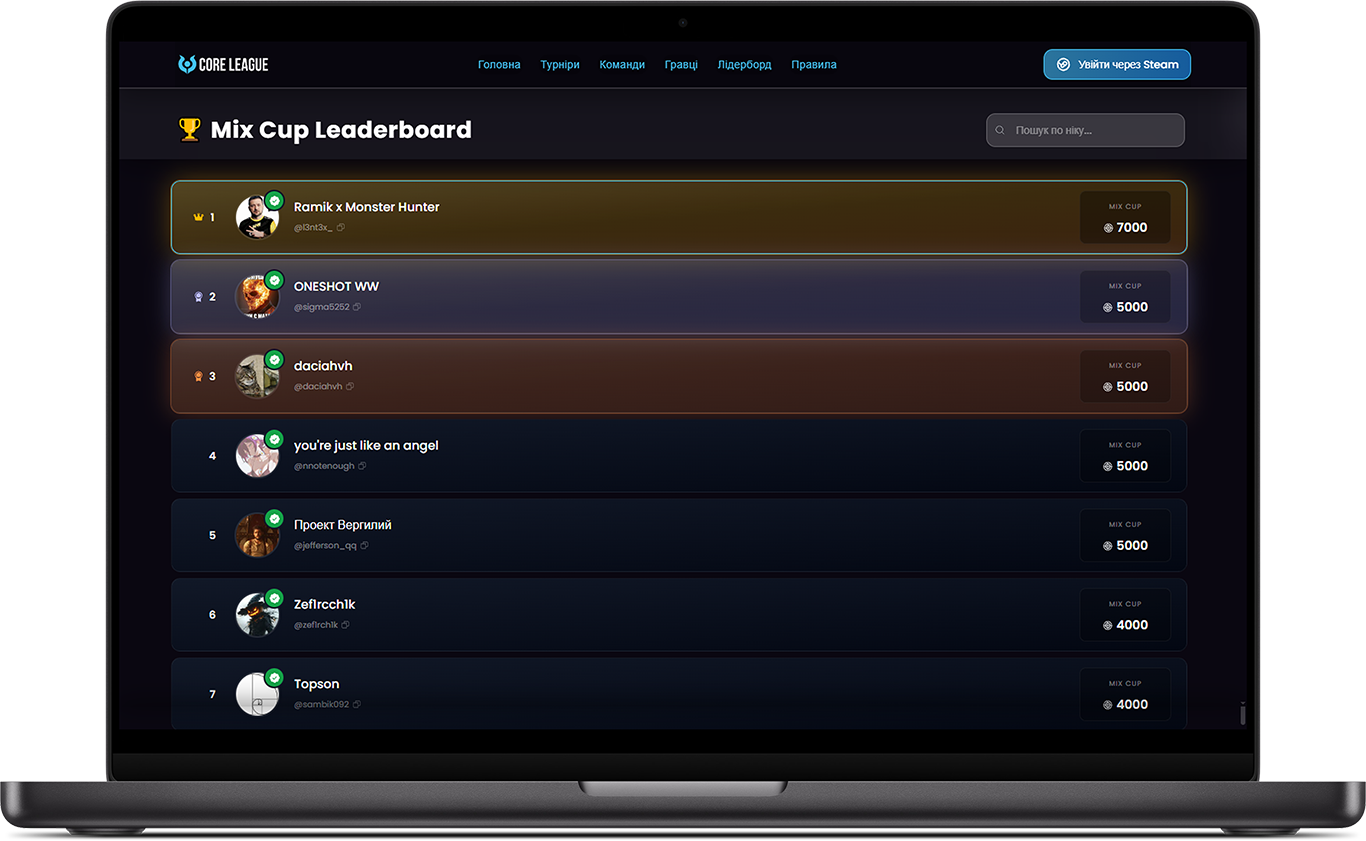 CORE LEAGUE
Головна Турніри Команди Гравці Лідерборд Правила
Увійти через Steam
Mix Cup Leaderboard
Пошук по ніку...
1
Ramik x Monster Hunter
@l3nt3x_
MIX CUP
7000
2
ONESHOT WW
@sigma5252
MIX CUP
5000
3
daciahvh
@daciahvh
MIX CUP
5000
4
you're just like an angel
@nnotenough
MIX CUP
5000
5
Проект Вергилий
@jefferson_qq
MIX CUP
5000
6
Zef1rcch1k
@zef1rch1k
MIX CUP
4000
7
Topson
@sambik092
MIX CUP
4000